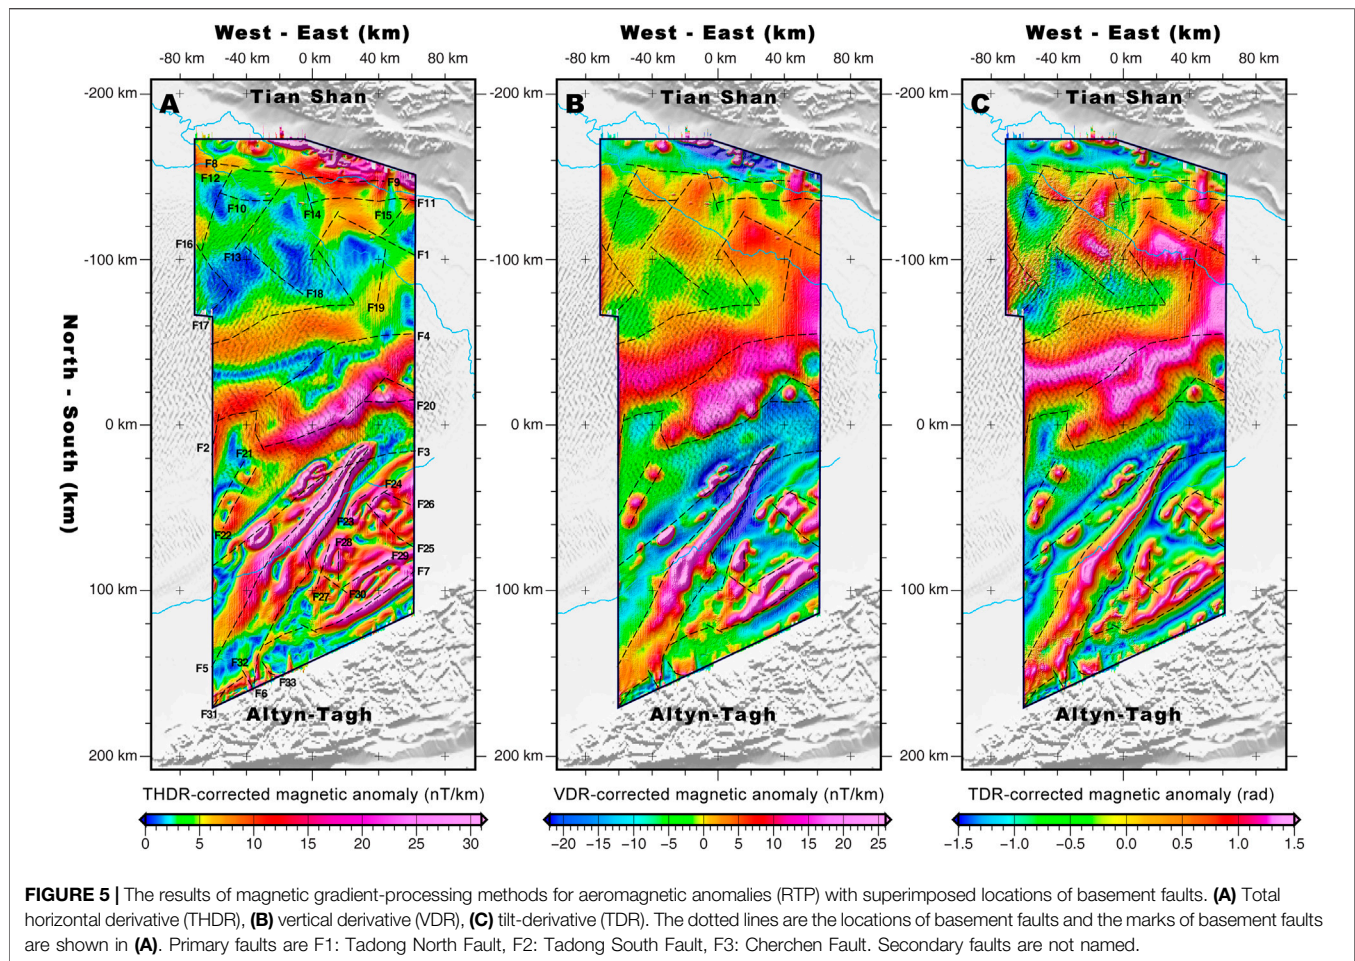 West - East (km)
West - East (km)
West - East (km)
-80 km -40 km 0 km 40 km 80 km
-80 km -40 km 0 km 40 km 80 km
-80 km -40 km 0 km 40 km 80 km
North - South (km)
-200 km
-100 km
0 km
100 km
200 km
A
Tian Shan
F8
F12
F9
F10
F14
F15
F11
F16
F13
F1
F18
F19
F17
F4
F20
F2
F21
F3
F24
F26
F23
F22
F28
F25
F29
F7
F27
F30
F5
F32
F33
F6
F31
Altyn-Tagh
-200 km
-100 km
0 km
100 km
200 km
B
Tian Shan
Altyn-Tagh
-200 km
-100 km
0 km
100 km
200 km
C
Tian Shan
Altyn-Tagh
THDR-corrected magnetic anomaly (nT/km)
0 5 10 15 20 25 30
VDR-corrected magnetic anomaly (nT/km)
−20 −15 −10 −5 0 5 10 15 20 25
TDR-corrected magnetic anomaly (rad)
−1.5 −1.0 −0.5 0.0 0.5 1.0 1.5
FIGURE 5 | The results of magnetic gradient-processing methods for aeromagnetic anomalies (RTP) with superimposed locations of basement faults. (A) Total
horizontal derivative (THDR), (B) vertical derivative (VDR), (C) tilt-derivative (TDR). The dotted lines are the locations of basement faults and the marks of basement faults
are shown in (A). Primary faults are F1: Tadong North Fault, F2: Tadong South Fault, F3: Cherchen Fault. Secondary faults are not named.